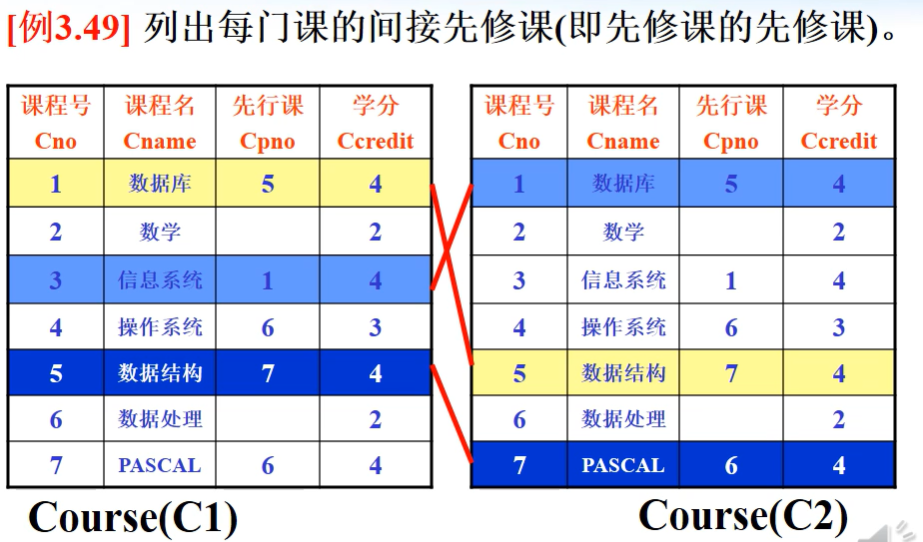 [例3.49] 列出每门课的间接先修课(即先修课的先修课)。
课程号 课程名 先行课 学分
Cno Cname Cpno Ccredit
1 数据库 5 4
2 数学 2
3 信息系统 1 4
4 操作系统 6 3
5 数据结构 7 4
6 数据处理 2
7 PASCAL 6 4
Course(C1)
课程号 课程名 先行课 学分
Cno Cname Cpno Ccredit
1 数据库 5 4
2 数学 2
3 信息系统 1 4
4 操作系统 6 3
5 数据结构 7 4
6 数据处理 2
7 PASCAL 6 4
Course(C2)